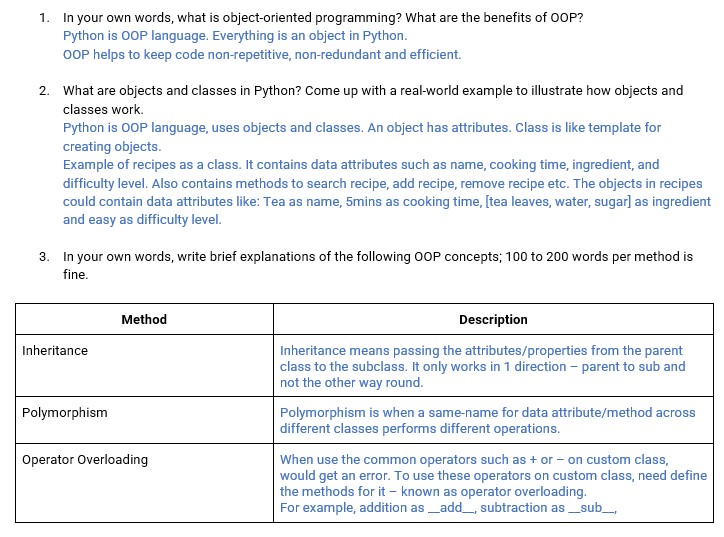 1. In your own words, what is object-oriented programming? What are the benefits of OOP?
Python is OOP language. Everything is an object in Python.
OOP helps to keep code non-repetitive, non-redundant and efficient.
2. What are objects and classes in Python? Come up with a real-world example to illustrate how objects and
classes work.
Python is OOP language, uses objects and classes. An object has attributes. Class is like template for
creating objects.
Example of recipes as a class. It contains data attributes such as name, cooking time, ingredient, and
difficulty level. Also contains methods to search recipe, add recipe, remove recipe etc. The objects in recipes
could contain data attributes like: Tea as name, 5mins as cooking time, [tea leaves, water, sugar] as ingredient
and easy as difficulty level.
3. In your own words, write brief explanations of the following OOP concepts; 100 to 200 words per method is
fine.
Method Description
Inheritance Inheritance means passing the attributes/properties from the parent
class to the subclass. It only works in 1 direction – parent to sub and
not the other way round.
Polymorphism Polymorphism is when a same-name for data attribute/method across
different classes performs different operations.
Operator Overloading When use the common operators such as + or – on custom class,
would get an error. To use these operators on custom class, need define
the methods for it – known as operator overloading.
For example, addition as __add__, subtraction as __sub__,